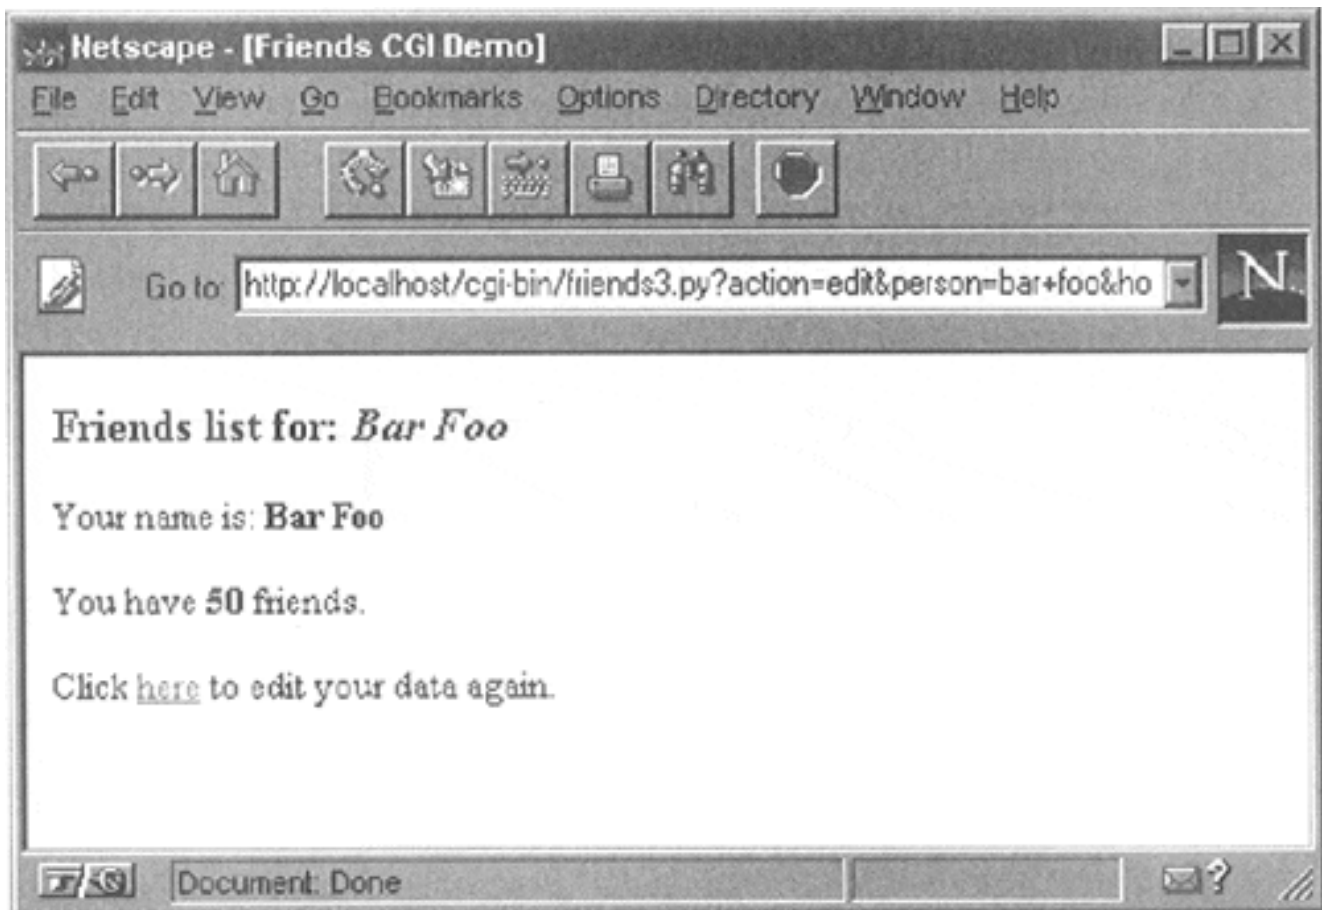 Netscape - [Friends CGI Demo]
File Edit View Go Bookmarks Options Directory Window Help
Go to: http://localhost/cgi-bin/friends3.py?action=edit&person=bar+foo&ho
N
Friends list for: Bar Foo
Your name is: Bar Foo
You have 50 friends.
Click here to edit your data again.
Document: Done